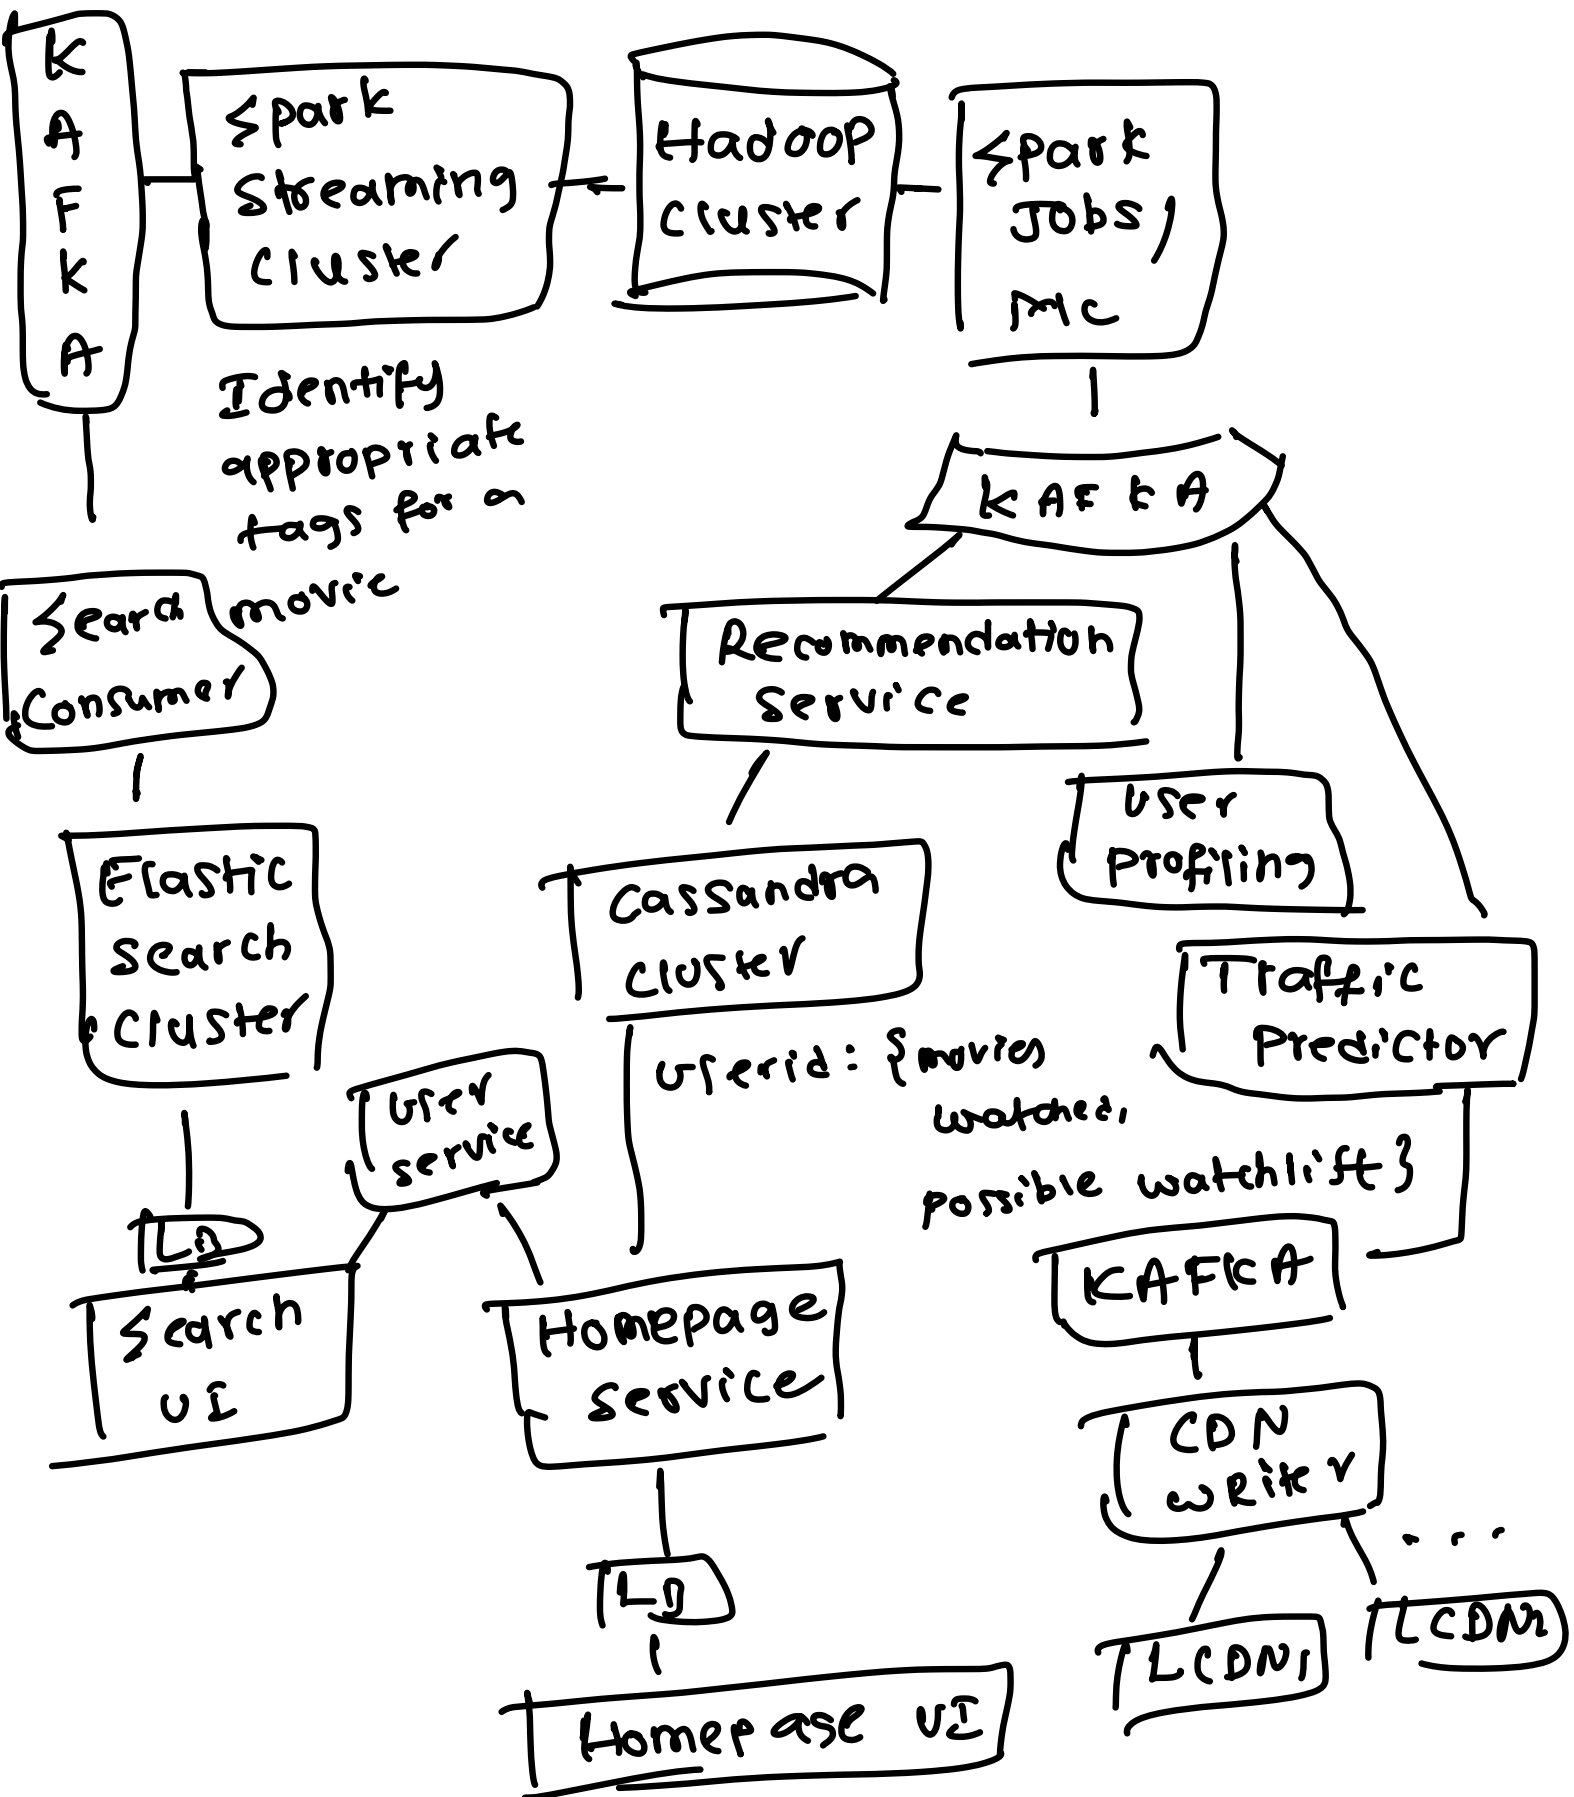 KAFKA
Spark
Streaming
Cluster
Hadoop
Cluster
Spark
Jobs,
MC
Identify
appropriate
tags for a
movie
KAFKA
Search
Consumer
Recommendation
Service
User
Profiling
Elastic
Search
Cluster
Cassandra
Cluster
Traffic
Predictor
userid: {movies
watched,
possible watchlist}
User
service
LB
Search
UI
Homepage
Service
KAFKA
CDN
Writer
LB
LCDN1
LCDN2
...
Homepage UI